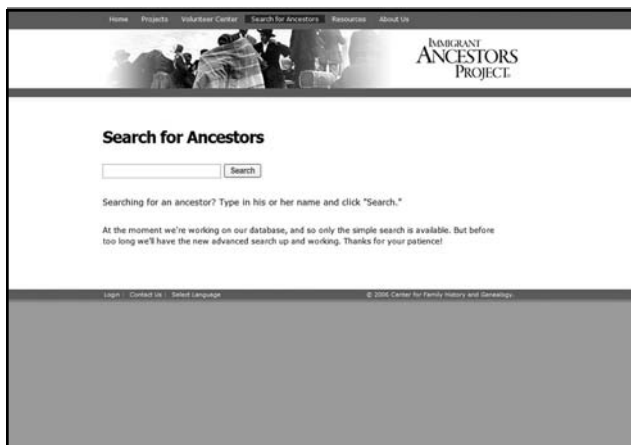 Home Projects Volunteer Center Search for Ancestors Resources About Us
IMMIGRANT
ANCESTORS
PROJECT
Search for Ancestors
Search
Searching for an ancestor? Type in his or her name and click "Search."
At the moment we're working on our database, and so only the simple search is available. But before
too long we'll have the new advanced search up and working. Thanks for your patience!
Login | Contact Us | Select Language © 2006 Center for Family History and Genealogy.